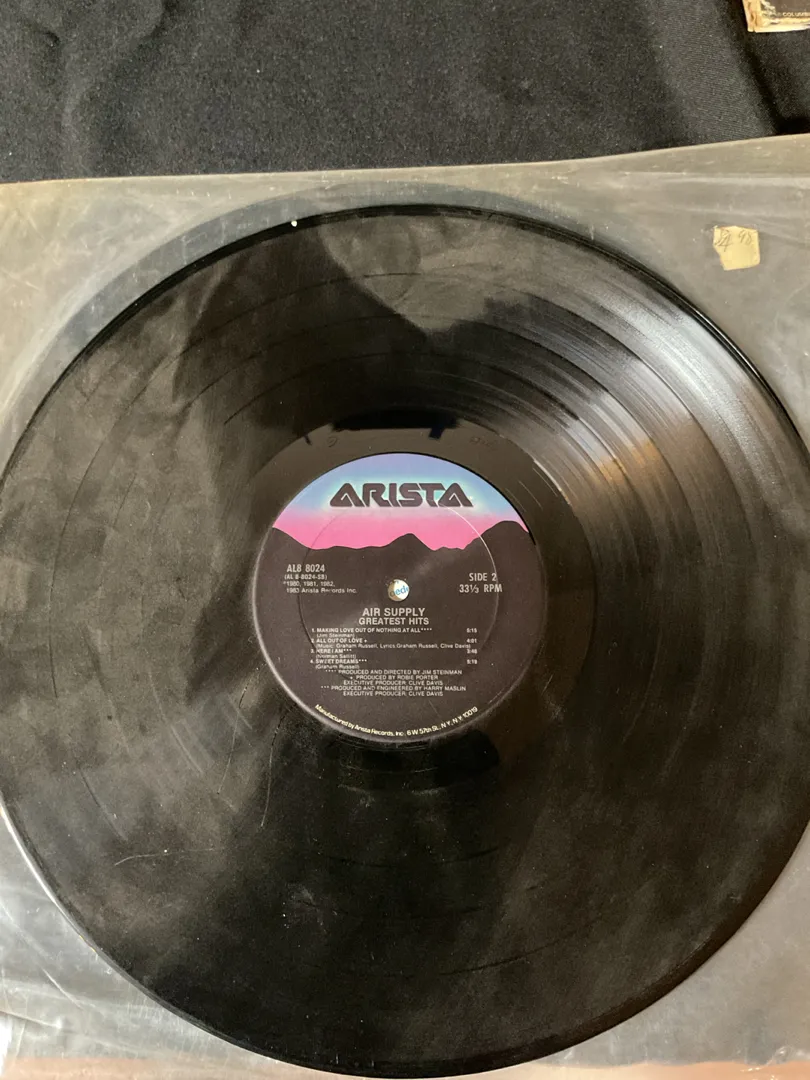 COLUMBIA
ARISTA
AL8 8024
(AL 8-8024-SB)
℗1980, 1981, 1982,
1983 Arista Records Inc.
SIDE 2
33⅓ RPM
AIR SUPPLY
GREATEST HITS
1. MAKING LOVE OUT OF NOTHING AT ALL**** 5:15
(Jim Steinman)
2. ALL OUT OF LOVE + 4:01
(Music: Graham Russell, Lyrics: Graham Russell, Clive Davis)
3. HERE I AM*** 3:48
(Norman Sallitt)
4. SWEET DREAMS*** 5:19
(Graham Russell)
**** PRODUCED AND DIRECTED BY JIM STEINMAN
+ PRODUCED BY ROBIE PORTER
EXECUTIVE PRODUCER: CLIVE DAVIS
*** PRODUCED AND ENGINEERED BY HARRY MASLIN
EXECUTIVE PRODUCER: CLIVE DAVIS
Manufactured by Arista Records, Inc. 6 W 57th St., N.Y., N.Y. 10019